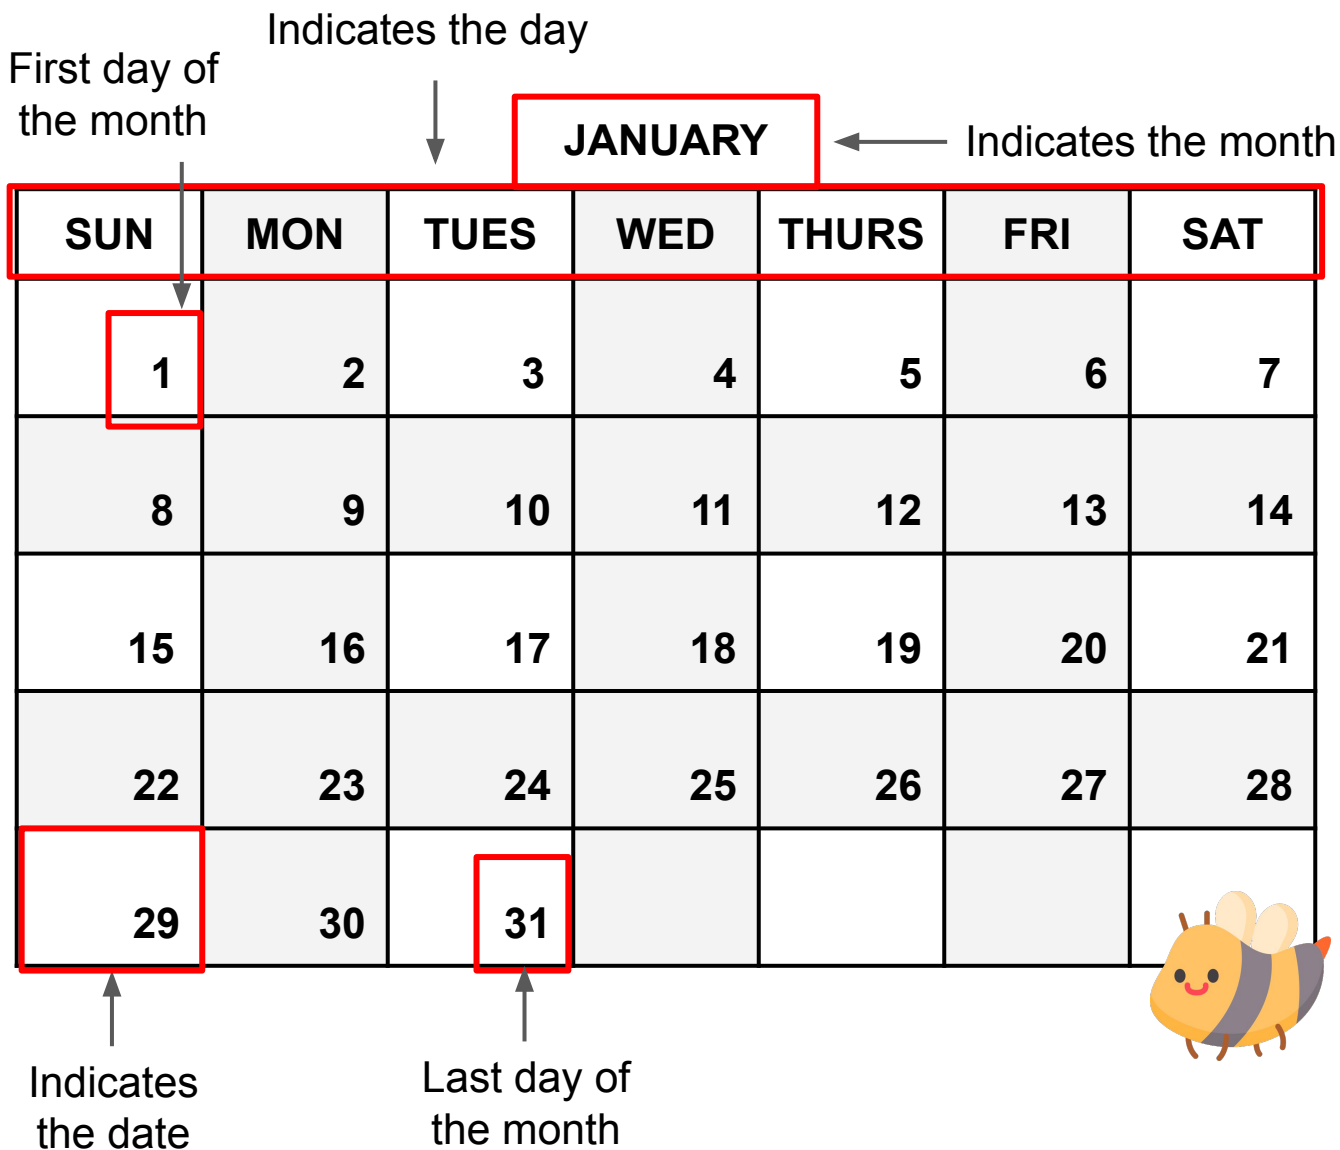 Indicates the day
First day of
the month
JANUARY
Indicates the month
SUN MON TUES WED THURS FRI SAT
1 2 3 4 5 6 7
8 9 10 11 12 13 14
15 16 17 18 19 20 21
22 23 24 25 26 27 28
29 30 31
Indicates
the date
Last day of
the month